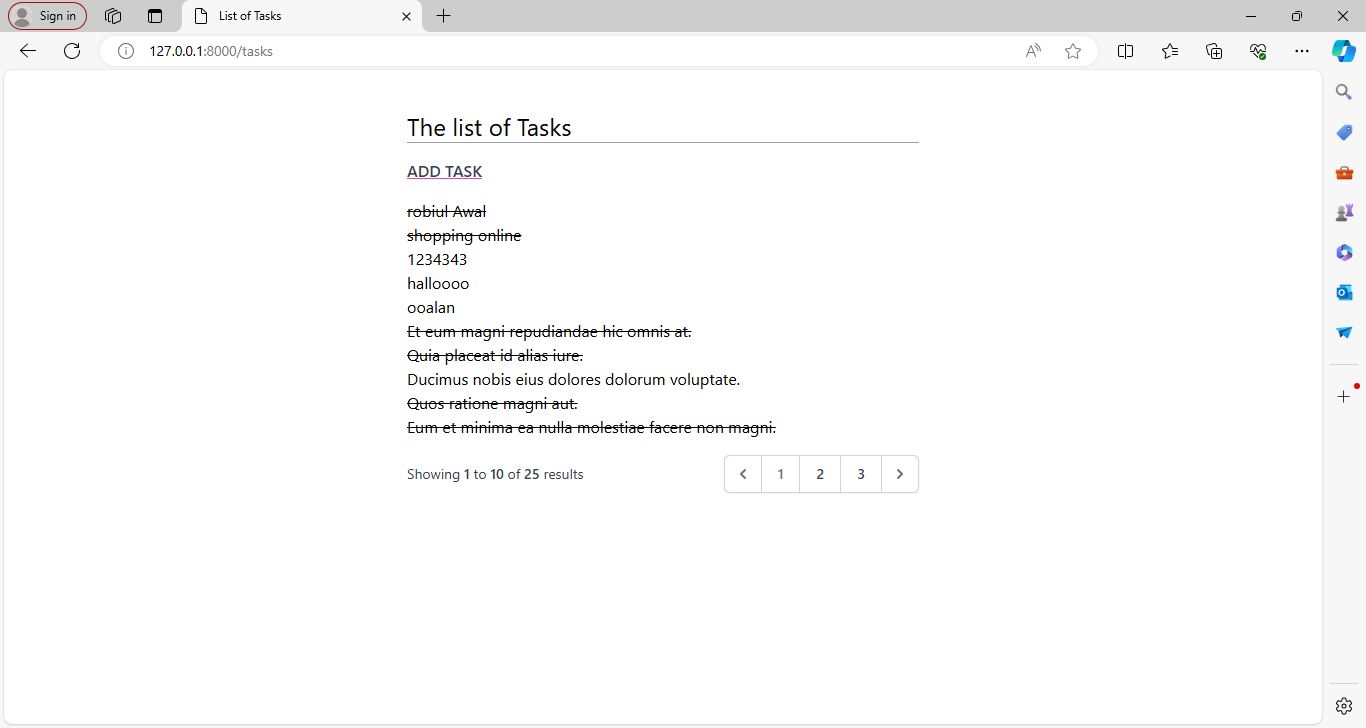 Sign in
List of Tasks
127.0.0.1:8000/tasks
The list of Tasks
ADD TASK
robiul Awal
shopping online
1234343
halloooo
ooalan
Et eum magni repudiandae hic omnis at.
Quia placeat id alias iure.
Ducimus nobis eius dolores dolorum voluptate.
Quos ratione magni aut.
Eum et minima ea nulla molestiae facere non magni.
Showing 1 to 10 of 25 results
1 2 3